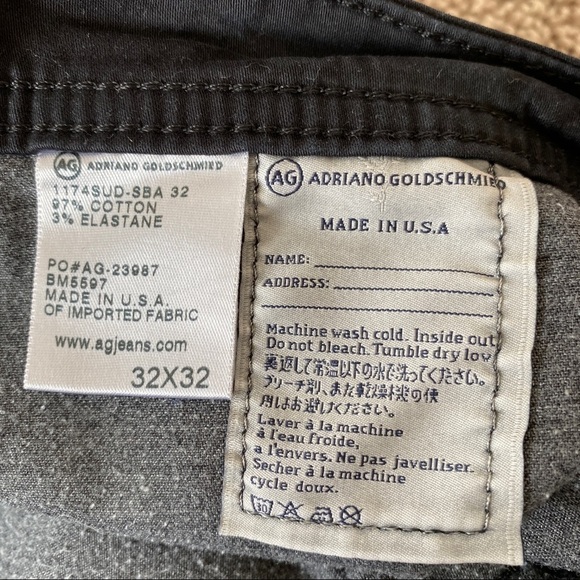 AG ADRIANO GOLDSCHMIED
1174SUD-SBA 32
97% COTTON
3% ELASTANE
PO#AG-23987
BM5597
MADE IN U.S.A.
OF IMPORTED FABRIC
www.agjeans.com
32X32
AG ADRIANO GOLDSCHMIED
MADE IN U.S.A
NAME:
ADDRESS:
Machine wash cold. Inside out
Do not bleach. Tumble dry low
裏返して常温以下の水で洗ってください。
ブリーチ剤、また乾燥機の使
用はお避けください。
Laver à la machine
à l'eau froide,
a l'envers. Ne pas javelliser.
Secher à la machine
cycle doux.
30